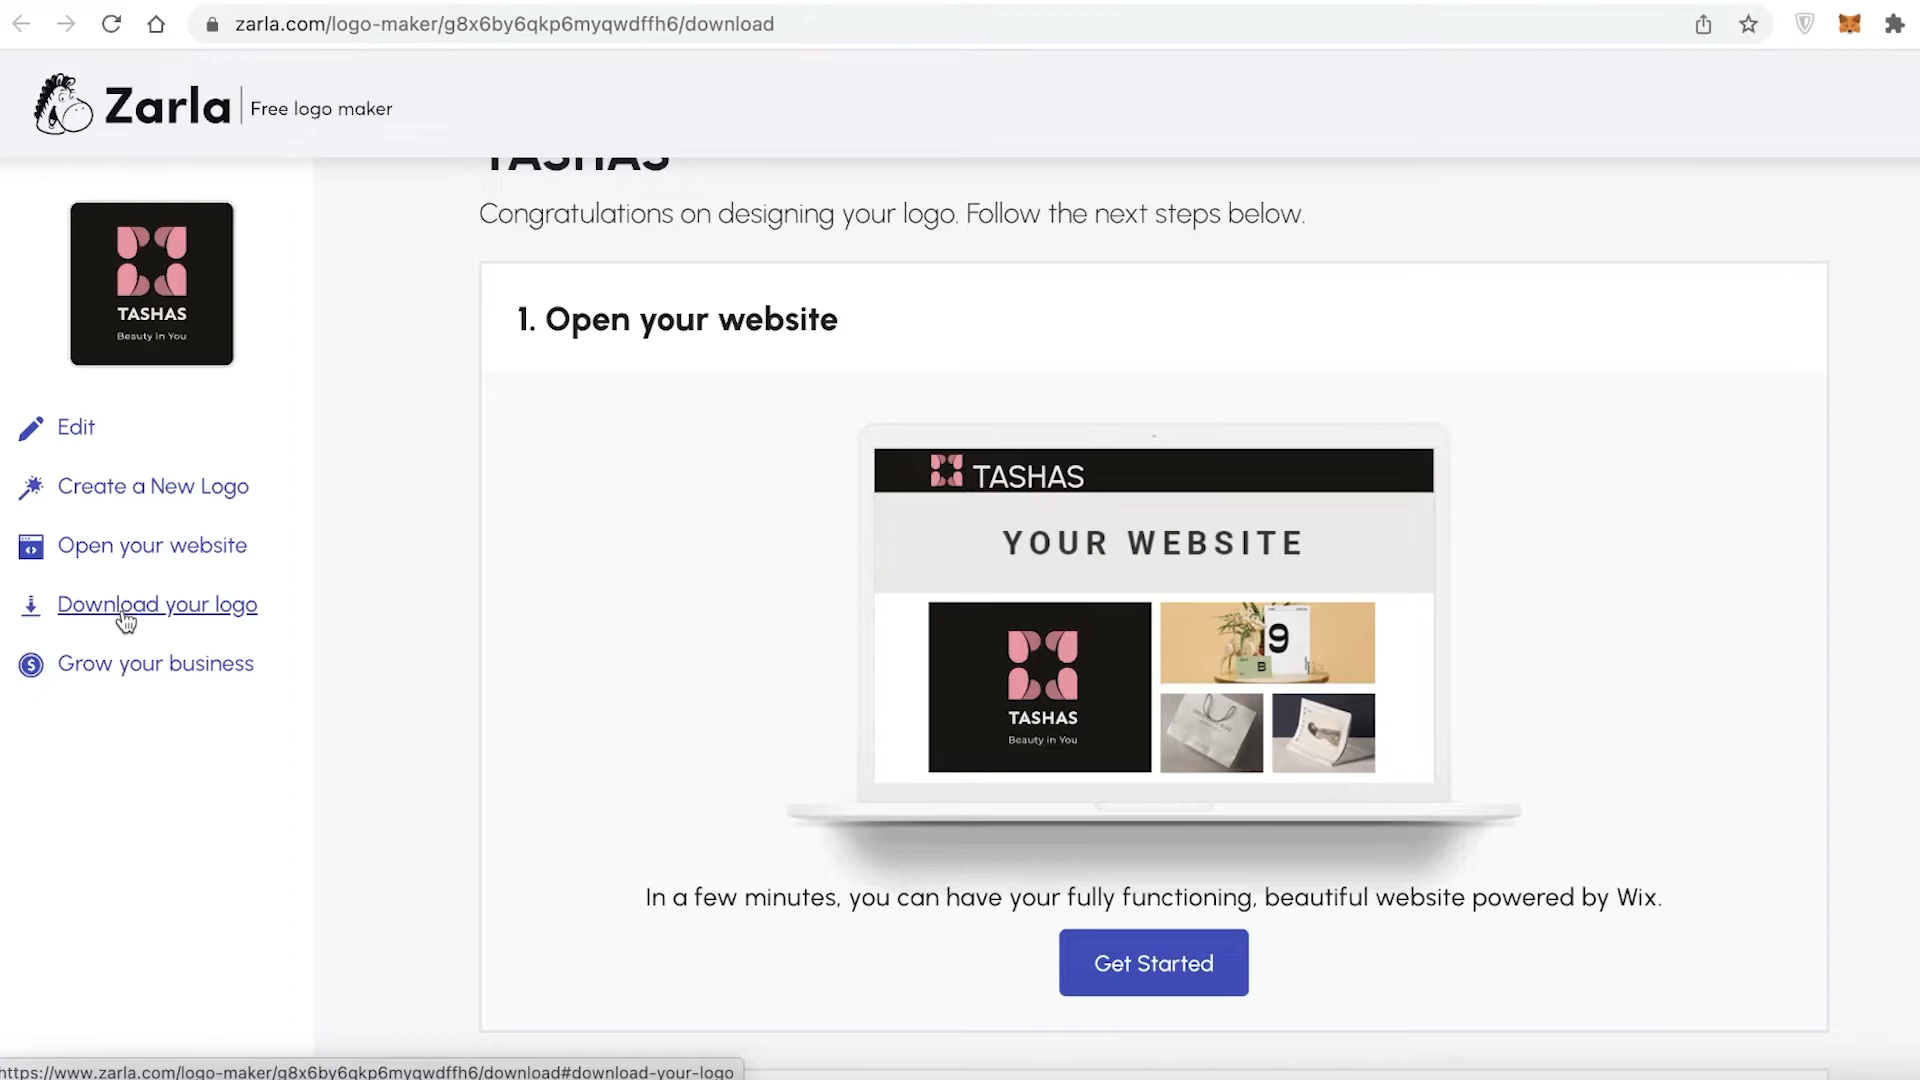 zarla.com/logo-maker/g8x6by6qkp6myqwdffh6/download
Zarla
Free logo maker
TASHAS
Congratulations on designing your logo. Follow the next steps below.
TASHAS
Beauty in You
Edit
Create a New Logo
Open your website
Download your logo
Grow your business
1. Open your website
TASHAS
YOUR WEBSITE
TASHAS
Beauty in You
9
B
In a few minutes, you can have your fully functioning, beautiful website powered by Wix.
Get Started
https://www.zarla.com/logo-maker/g8x6by6qkp6myqwdffh6/download#download-your-logo